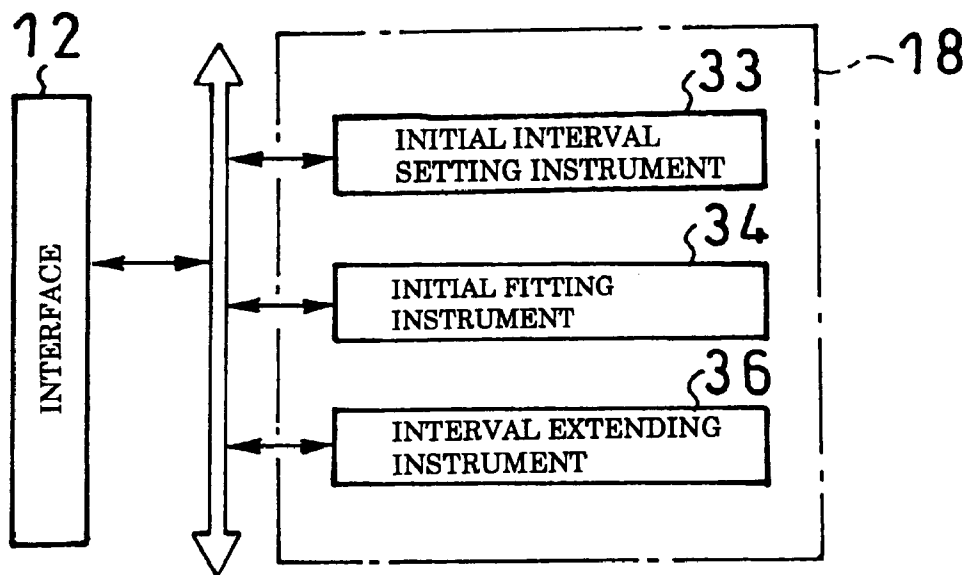 12
18
33
INITIAL INTERVAL
SETTING INSTRUMENT
34
INITIAL FITTING
INSTRUMENT
36
INTERVAL EXTENDING
INSTRUMENT
INTERFACE